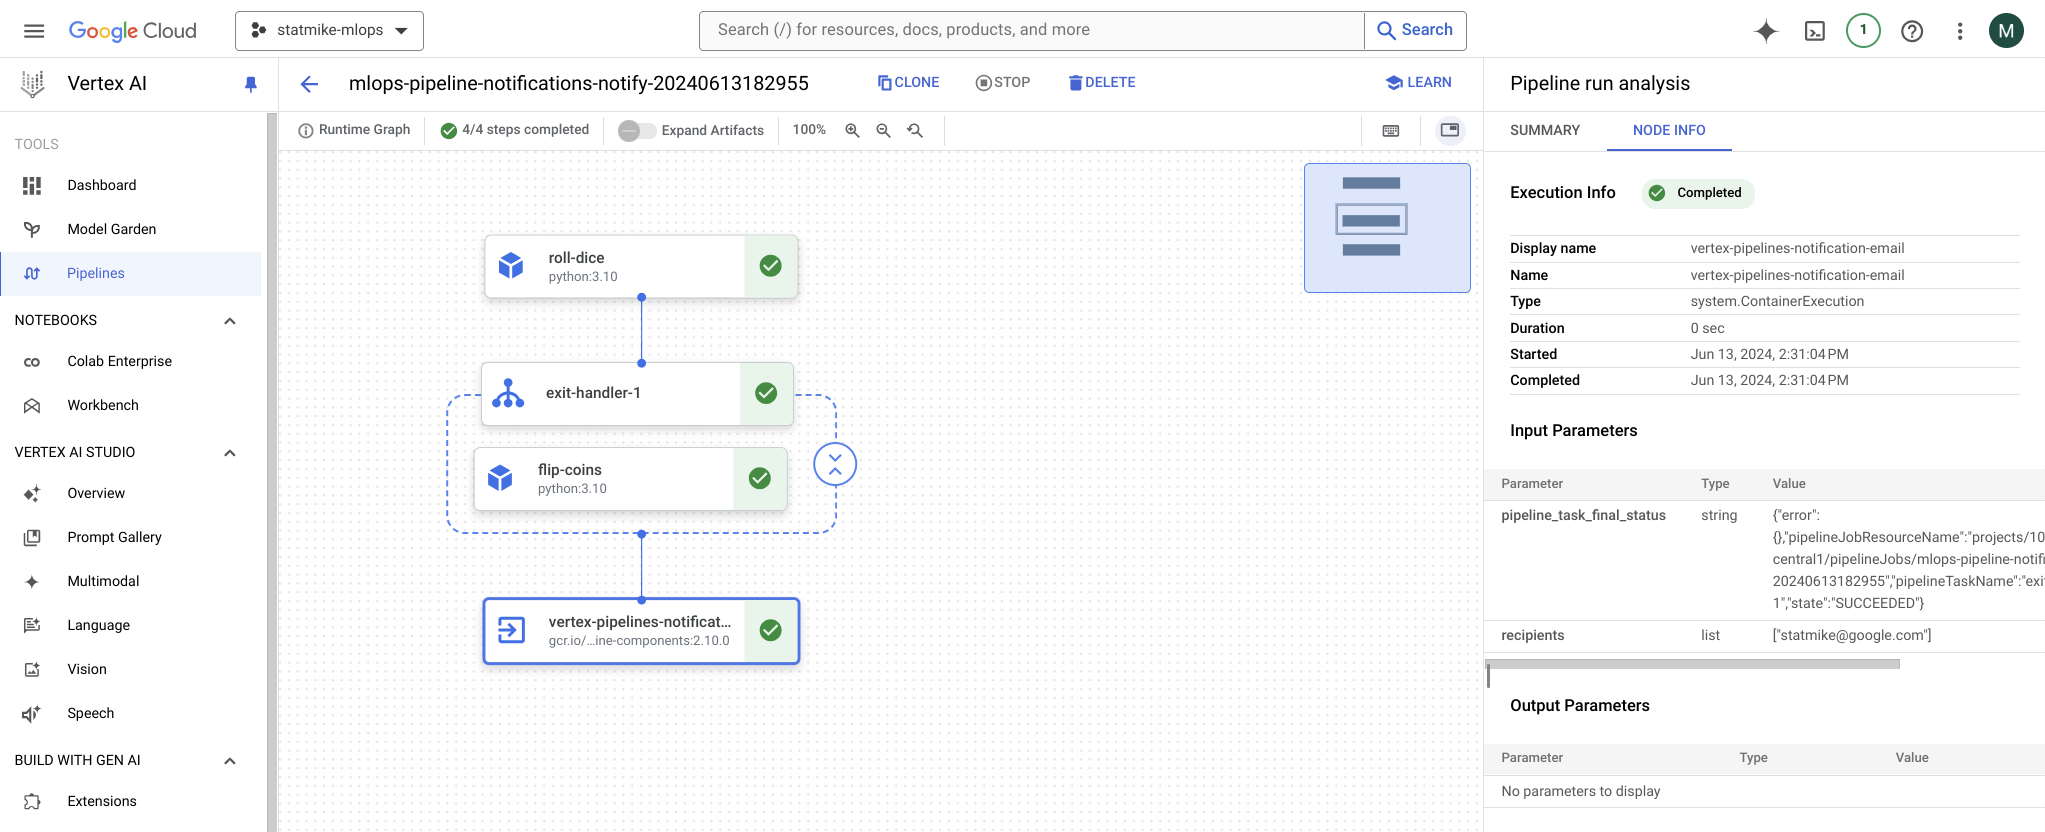 Google Cloud
statmike-mlops
Search (/) for resources, docs, products, and more
Search
1
M
Vertex AI
TOOLS
Dashboard
Model Garden
Pipelines
NOTEBOOKS
Colab Enterprise
Workbench
VERTEX AI STUDIO
Overview
Prompt Gallery
Multimodal
Language
Vision
Speech
BUILD WITH GEN AI
Extensions
mlops-pipeline-notifications-notify-20240613182955
CLONE
STOP
DELETE
LEARN
Runtime Graph
4/4 steps completed
Expand Artifacts
100%
roll-dice
python:3.10
exit-handler-1
flip-coins
python:3.10
vertex-pipelines-notificat...
gcr.io/...ine-components:2.10.0
Pipeline run analysis
SUMMARY NODE INFO
Execution Info Completed
Display name vertex-pipelines-notification-email
Name vertex-pipelines-notification-email
Type system.ContainerExecution
Duration 0 sec
Started Jun 13, 2024, 2:31:04 PM
Completed Jun 13, 2024, 2:31:04 PM
Input Parameters
Parameter Type Value
pipeline_task_final_status string {"error":
{},"pipelineJobResourceName":"projects/10
central1/pipelineJobs/mlops-pipeline-notifi
20240613182955","pipelineTaskName":"exi
1","state":"SUCCEEDED"}
recipients list ["statmike@google.com"]
Output Parameters
Parameter Type Value
No parameters to display